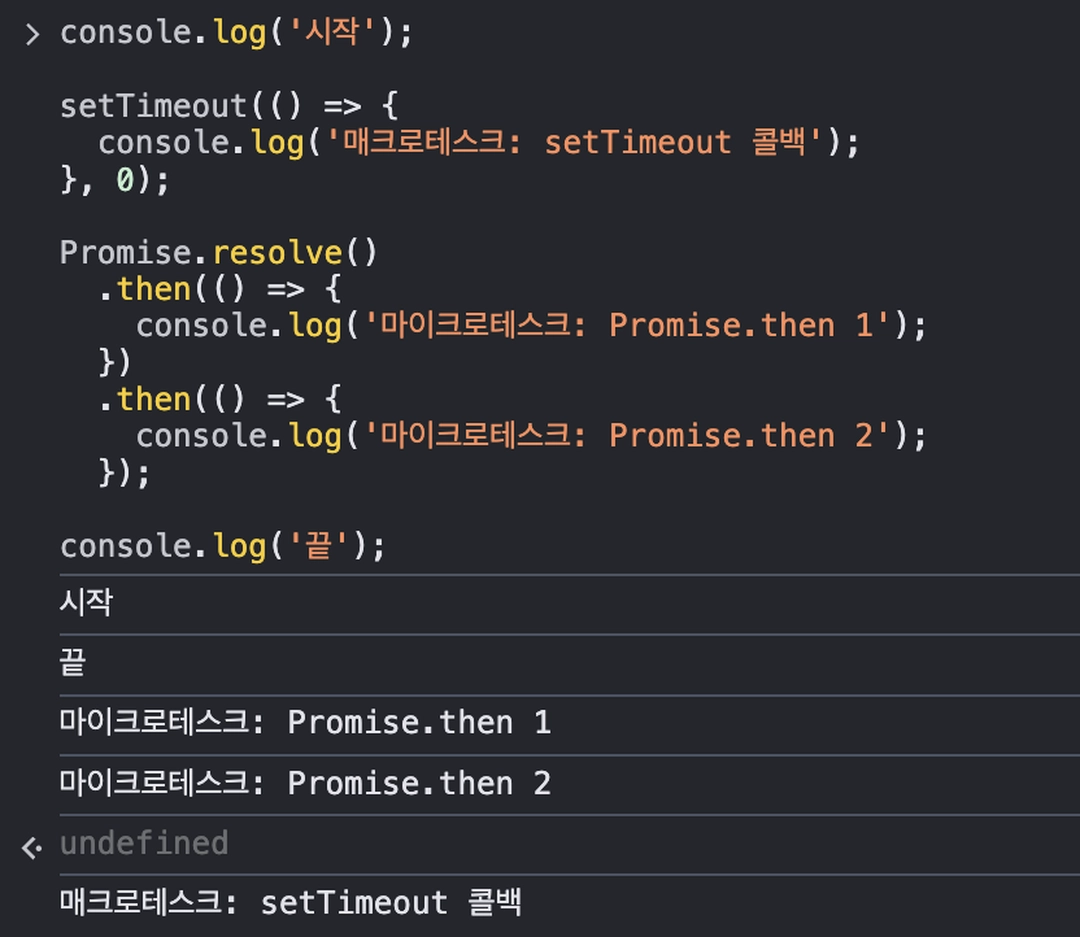 console.log('시작');
setTimeout(() => {
console.log('매크로테스크: setTimeout 콜백');
}, 0);
Promise.resolve()
.then(() => {
console.log('마이크로테스크: Promise.then 1');
})
.then(() => {
console.log('마이크로테스크: Promise.then 2');
});
console.log('끝');
시작
끝
마이크로테스크: Promise.then 1
마이크로테스크: Promise.then 2
undefined
매크로테스크: setTimeout 콜백